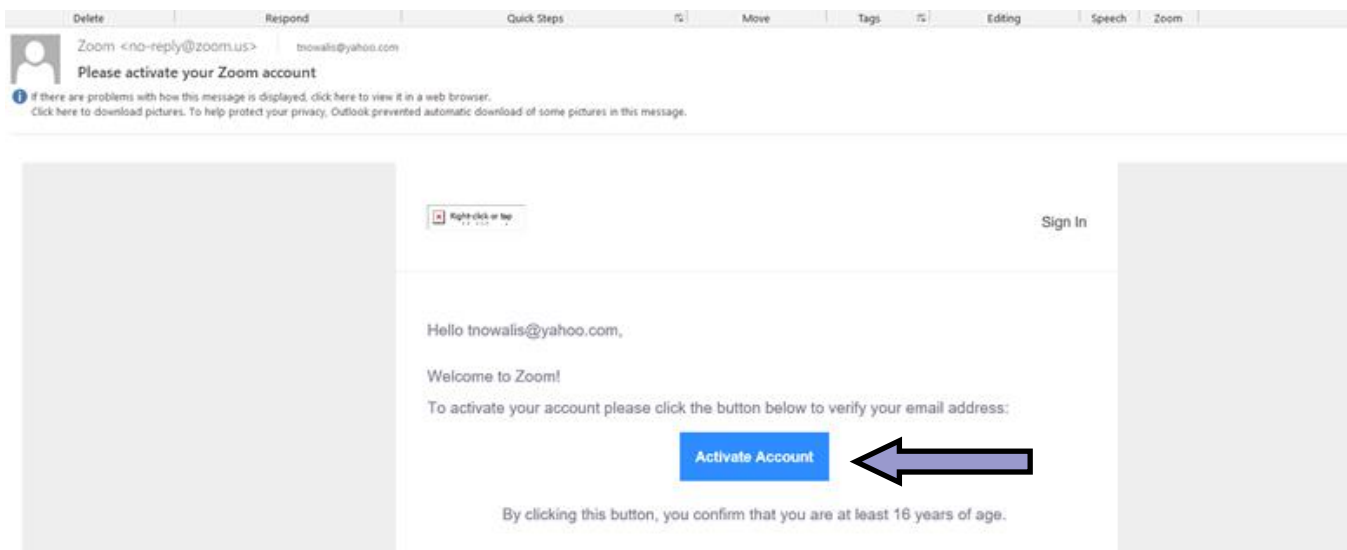 Delete Respond Quick Steps Move Tags Editing Speech Zoom
Zoom <no-reply@zoom.us> tnowalis@yahoo.com
Please activate your Zoom account
If there are problems with how this message is displayed, click here to view it in a web browser.
Click here to download pictures. To help protect your privacy, Outlook prevented automatic download of some pictures in this message.
Right-click or tap
Sign In
Hello tnowalis@yahoo.com,
Welcome to Zoom!
To activate your account please click the button below to verify your email address:
Activate Account
By clicking this button, you confirm that you are at least 16 years of age.